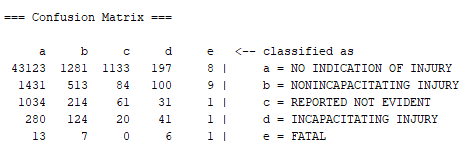 === Confusion Matrix ===
a b c d e <-- classified as
43123 1281 1133 197 8 | a = NO INDICATION OF INJURY
1431 513 84 100 9 | b = NONINCAPACITATING INJURY
1034 214 61 31 1 | c = REPORTED NOT EVIDENT
280 124 20 41 1 | d = INCAPACITATING INJURY
13 7 0 6 1 | e = FATAL